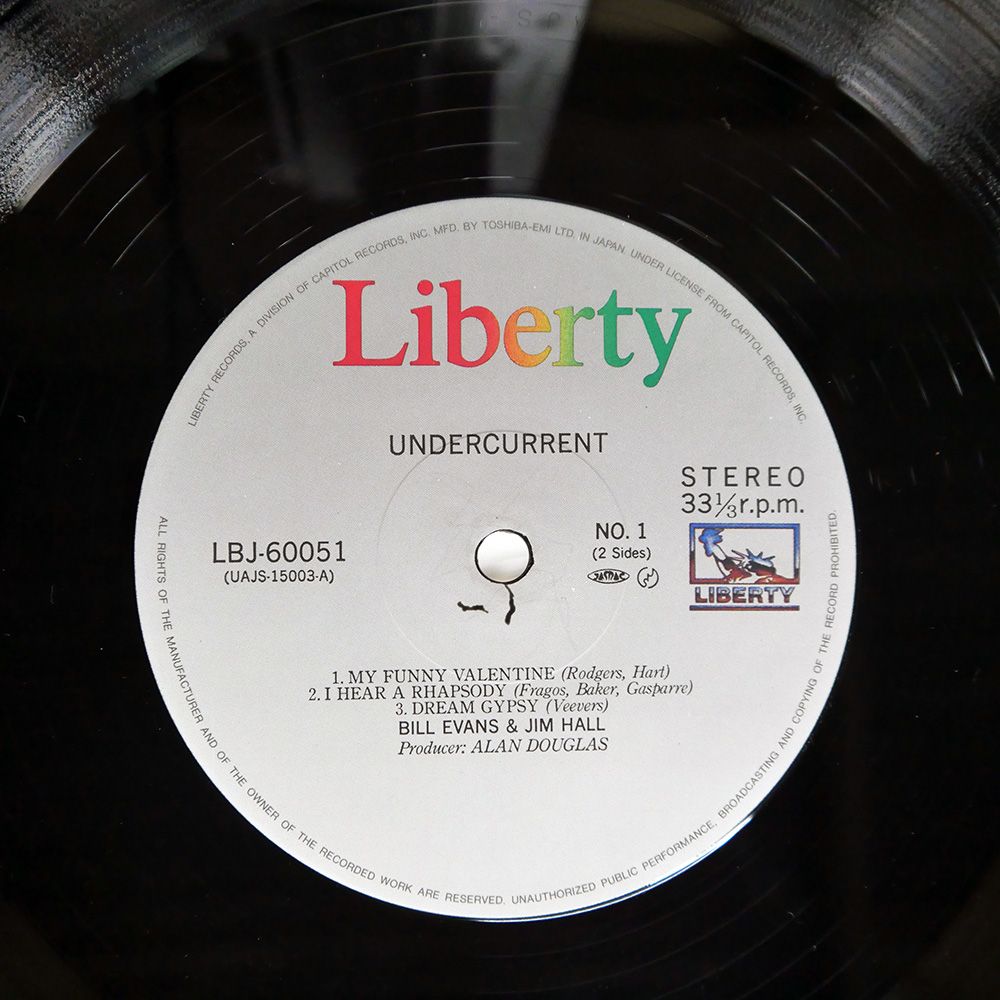 LIBERTY RECORDS, A DIVISION OF CAPITOL RECORDS, INC. MFD. BY TOSHIBA-EMI LTD. IN JAPAN. UNDER LICENSE FROM CAPITOL RECORDS, INC.
Liberty
UNDERCURRENT
STEREO
33 1/3 r.p.m.
LBJ-60051
(UAJS-15003-A)
NO. 1
(2 Sides)
JASRAC
LIBERTY
1. MY FUNNY VALENTINE (Rodgers, Hart)
2. I HEAR A RHAPSODY (Fragos, Baker, Gasparre)
3. DREAM GYPSY (Veevers)
BILL EVANS & JIM HALL
Producer: ALAN DOUGLAS
ALL RIGHTS OF THE MANUFACTURER AND OF THE OWNER OF THE RECORDED WORK ARE RESERVED. UNAUTHORIZED PUBLIC PERFORMANCE, BROADCASTING AND COPYING OF THE RECORD PROHIBITED.